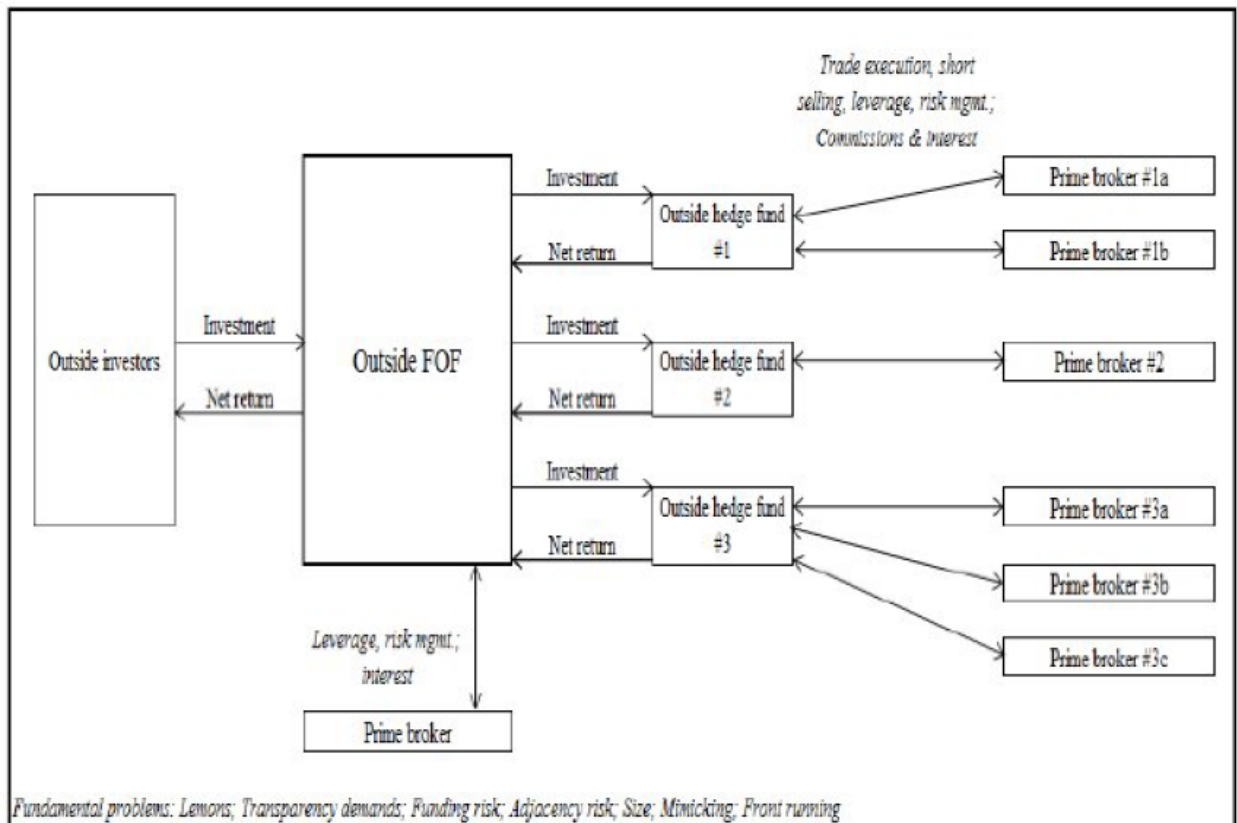 Trade execution, short
selling, leverage, risk mgmt.;
Commissions & interest
Prime broker #1a
Investment
Outside hedge fund
#1
Net return
Prime broker #1b
Investment
Outside investors
Net return
Outside FOF
Investment
Outside hedge fund
#2
Net return
Prime broker #2
Investment
Outside hedge fund
#3
Net return
Prime broker #3a
Prime broker #3b
Prime broker #3c
Leverage, risk mgmt.;
interest
Prime broker
Fundamental problems: Lemons; Transparency demands; Funding risk; Adjacency risk; Size; Mimicking; Front running